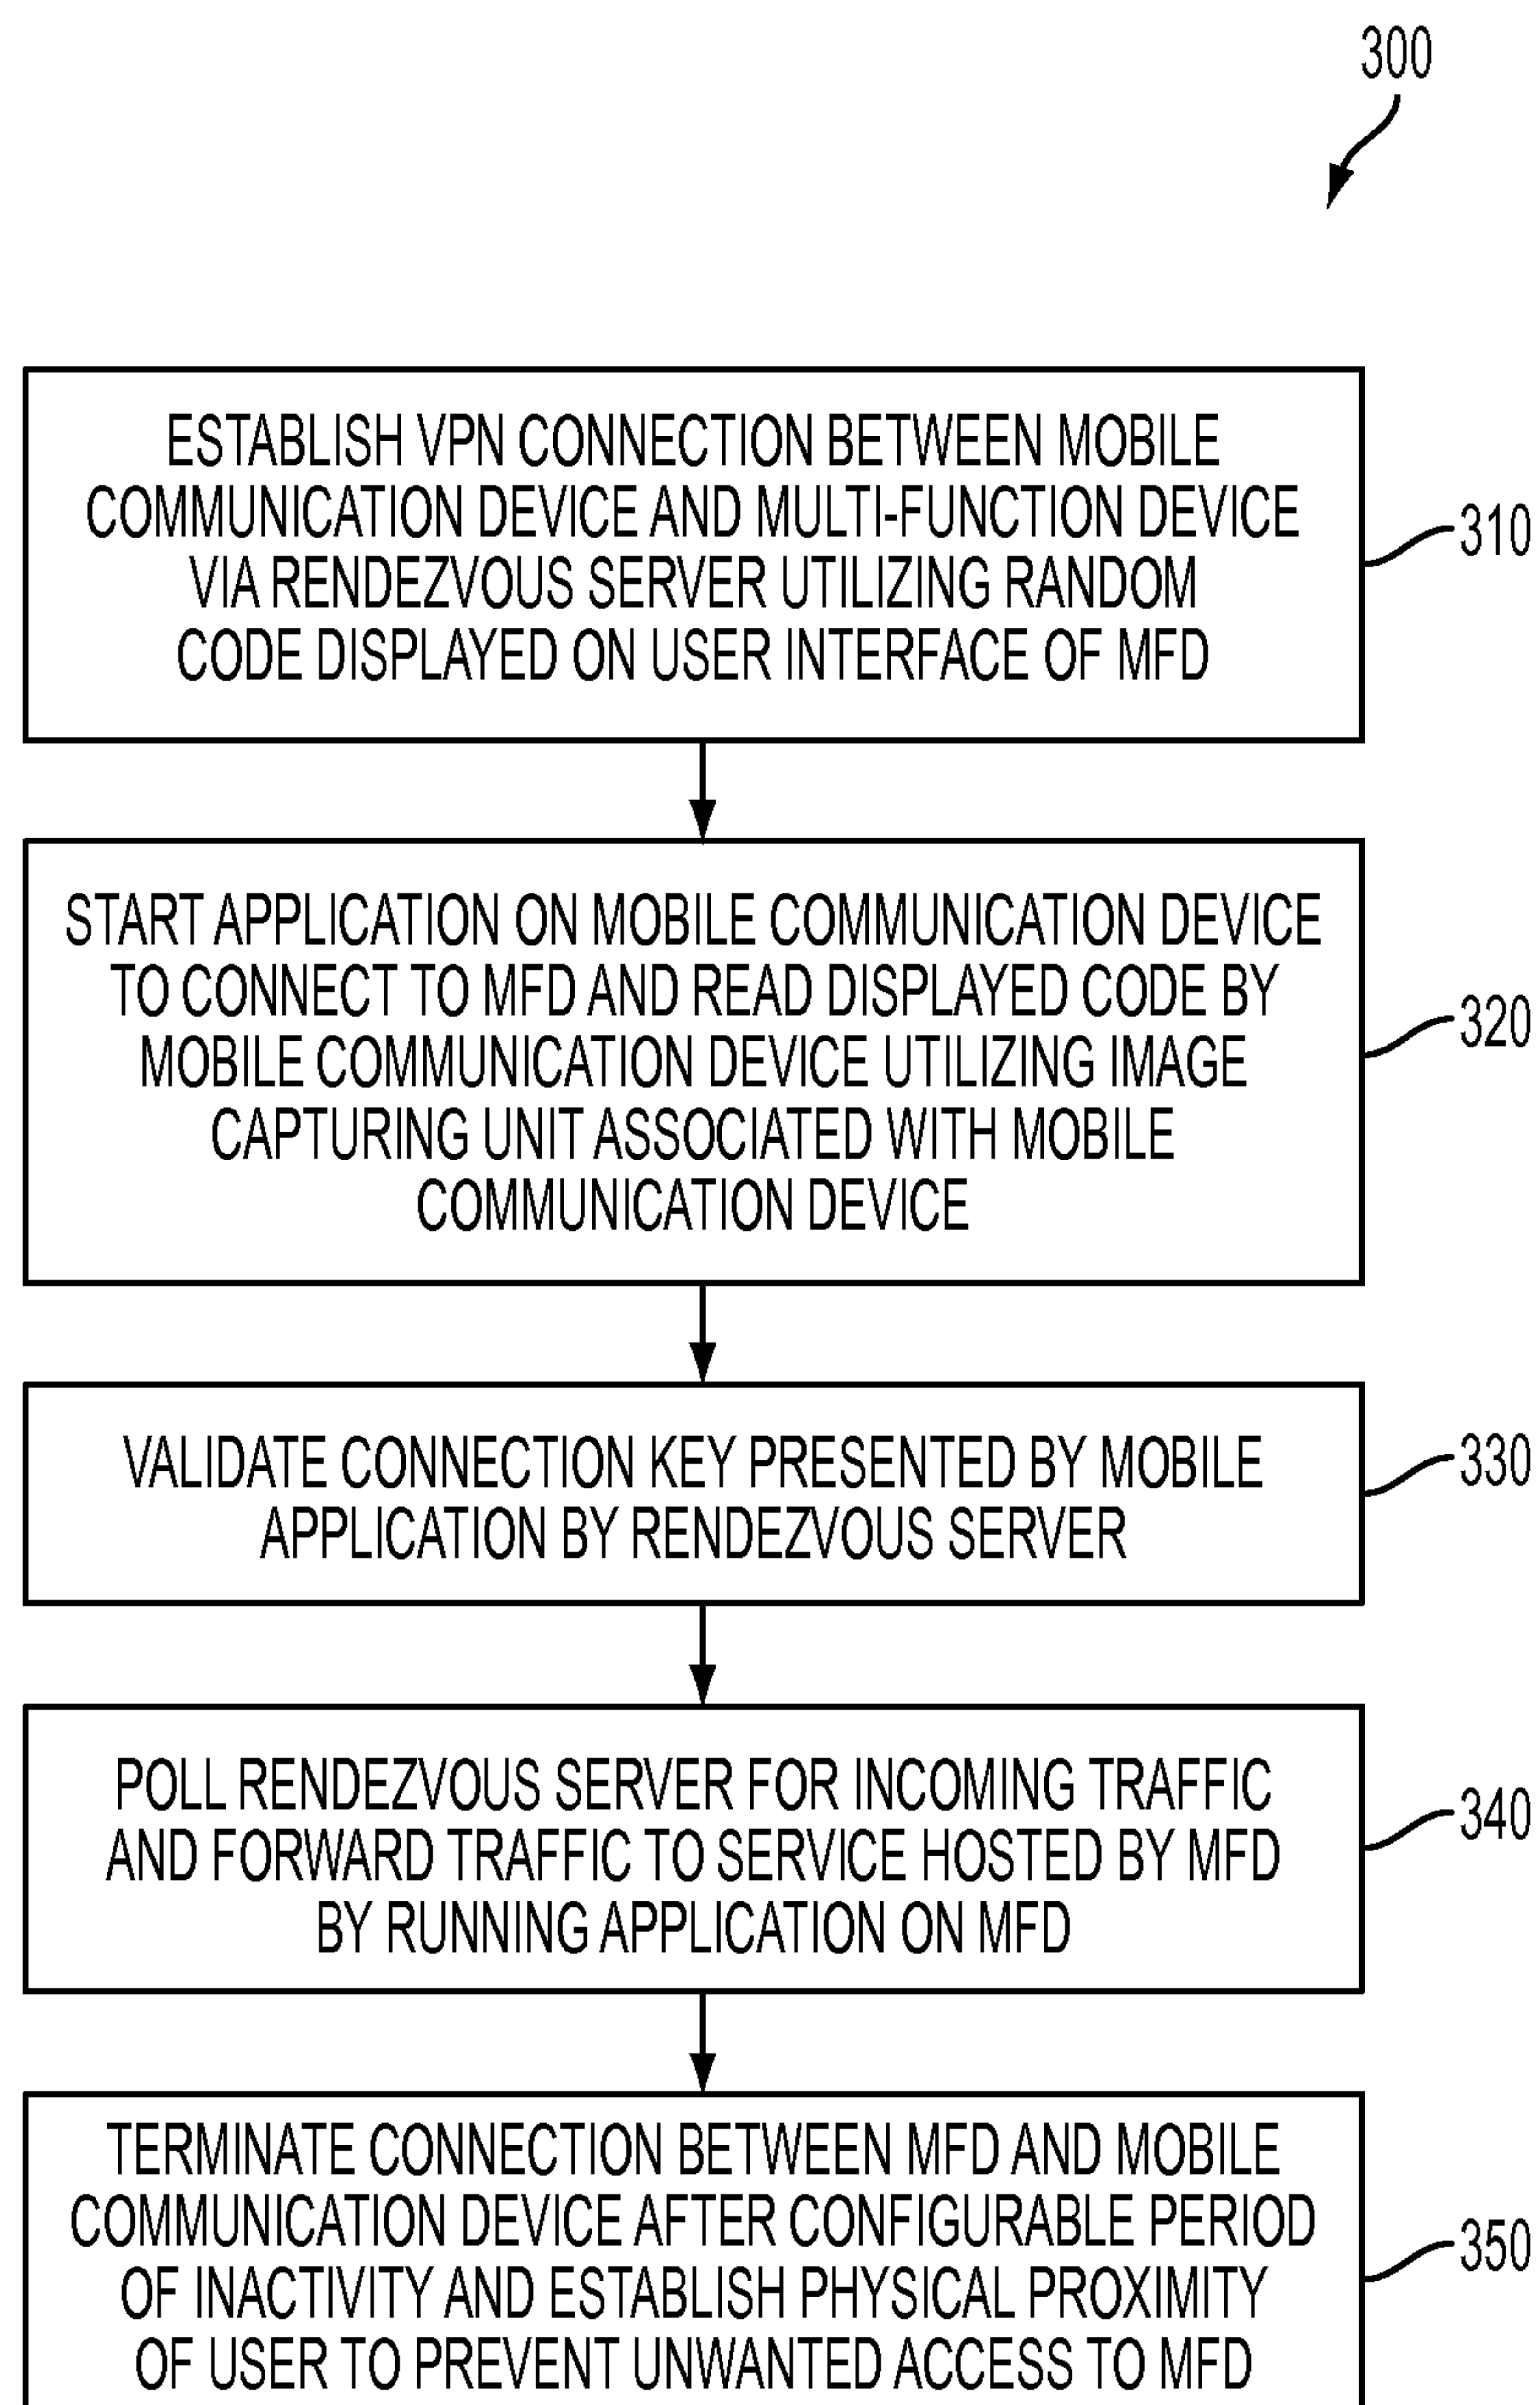 300
ESTABLISH VPN CONNECTION BETWEEN MOBILE
COMMUNICATION DEVICE AND MULTI-FUNCTION DEVICE
VIA RENDEZVOUS SERVER UTILIZING RANDOM
CODE DISPLAYED ON USER INTERFACE OF MFD
310
START APPLICATION ON MOBILE COMMUNICATION DEVICE
TO CONNECT TO MFD AND READ DISPLAYED CODE BY
MOBILE COMMUNICATION DEVICE UTILIZING IMAGE
CAPTURING UNIT ASSOCIATED WITH MOBILE
COMMUNICATION DEVICE
320
VALIDATE CONNECTION KEY PRESENTED BY MOBILE
APPLICATION BY RENDEZVOUS SERVER
330
POLL RENDEZVOUS SERVER FOR INCOMING TRAFFIC
AND FORWARD TRAFFIC TO SERVICE HOSTED BY MFD
BY RUNNING APPLICATION ON MFD
340
TERMINATE CONNECTION BETWEEN MFD AND MOBILE
COMMUNICATION DEVICE AFTER CONFIGURABLE PERIOD
OF INACTIVITY AND ESTABLISH PHYSICAL PROXIMITY
OF USER TO PREVENT UNWANTED ACCESS TO MFD
350